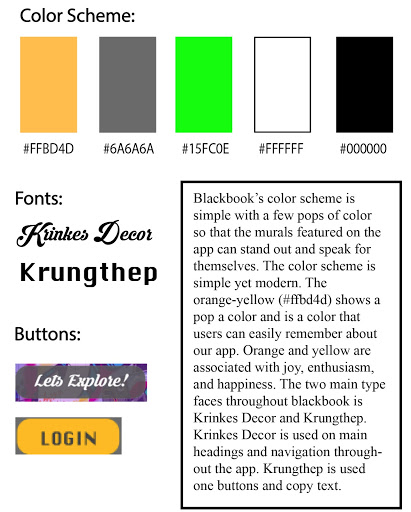 Color Scheme:
#FFBD4D #6A6A6A #15FC0E #FFFFFF #000000
Fonts:
Krinkes Decor
Krungthep
Buttons:
Let's Explore!
LOGIN
Blackbook's color scheme is
simple with a few pops of color
so that the murals featured on the
app can stand out and speak for
themselves. The color scheme is
simple yet modern. The
orange-yellow (#ffbd4d) shows a
pop a color and is a color that
users can easily remember about
our app. Orange and yellow are
associated with joy, enthusiasm,
and happiness. The two main type
faces throughout blackbook is
Krinkes Decor and Krungthep.
Krinkes Decor is used on main
headings and navigation through-
out the app. Krungthep is used
one buttons and copy text.